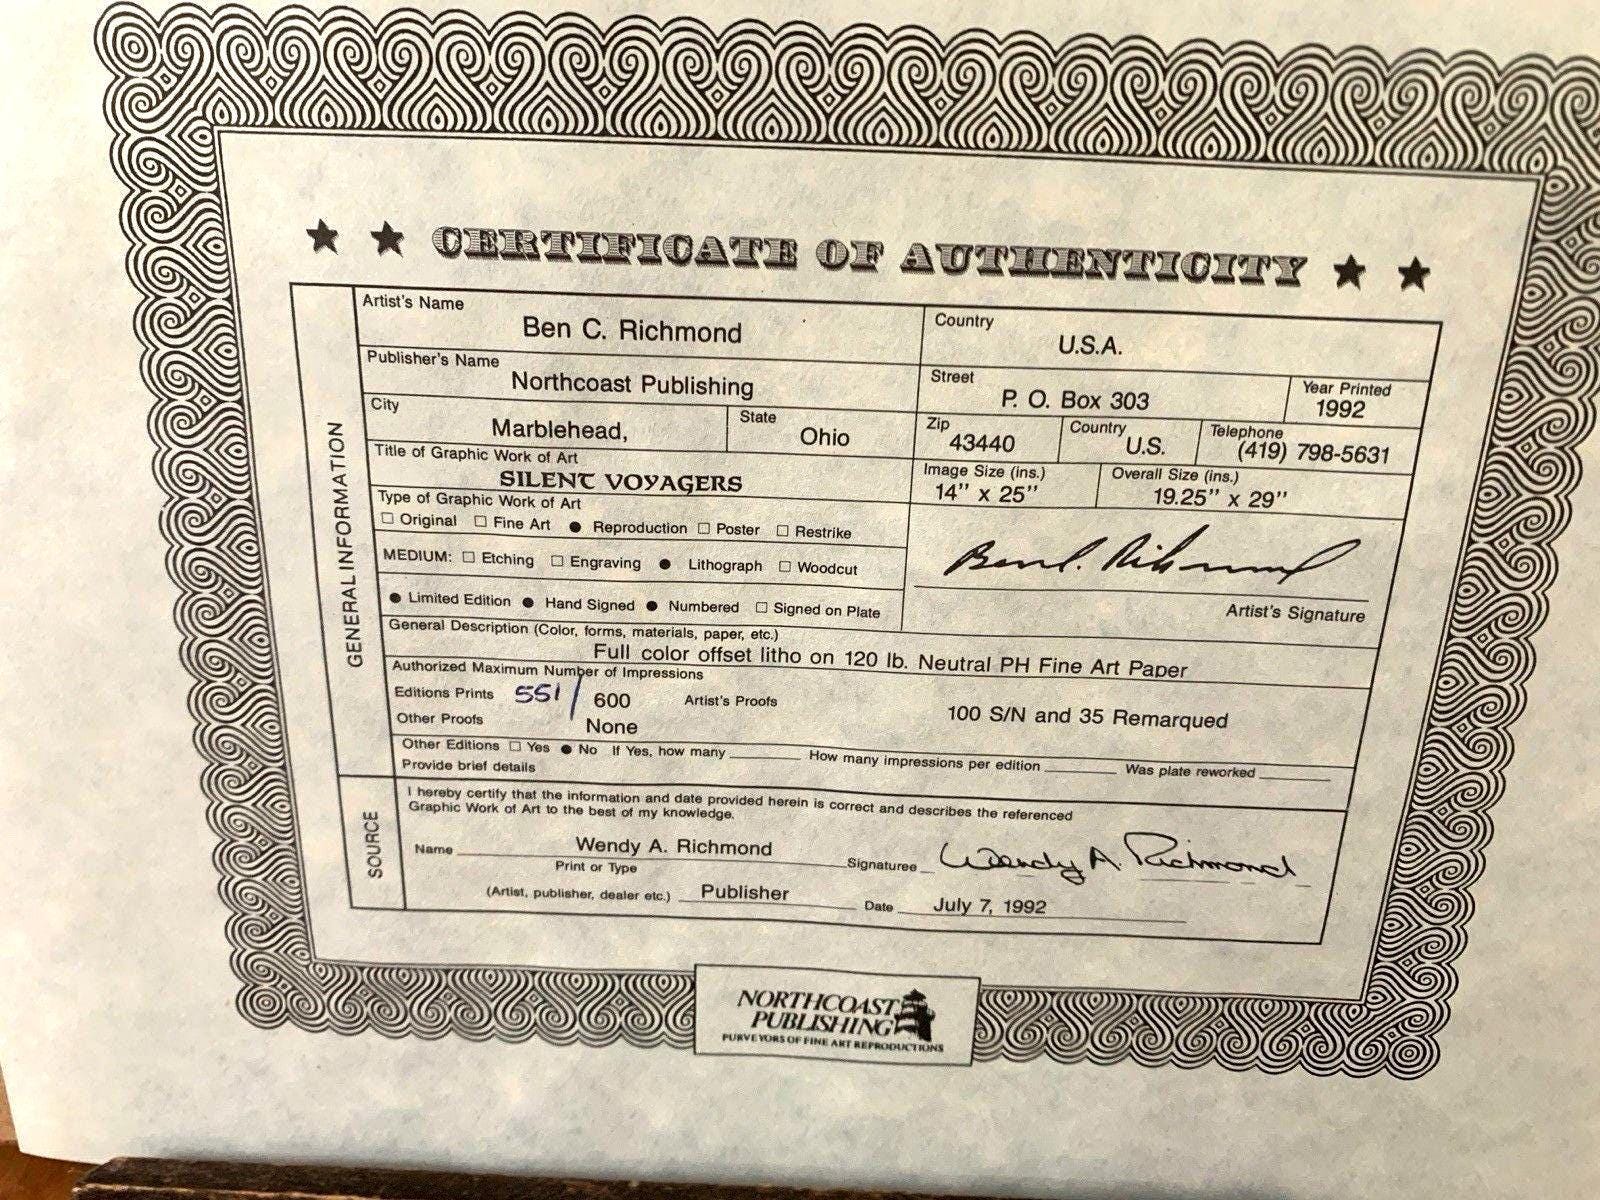 ★ ★ CERTIFICATE OF AUTHENTICITY ★ ★
GENERAL INFORMATION
Artist's Name
Ben C. Richmond
Country
U.S.A.
Publisher's Name
Northcoast Publishing
Street
P. O. Box 303
Year Printed
1992
City
Marblehead,
State
Ohio
Zip
43440
Country
U.S.
Telephone
(419) 798-5631
Title of Graphic Work of Art
SILENT VOYAGERS
Image Size (ins.)
14" x 25"
Overall Size (ins.)
19.25" x 29"
Type of Graphic Work of Art
□ Original □ Fine Art ● Reproduction □ Poster □ Restrike
MEDIUM: □ Etching □ Engraving ● Lithograph □ Woodcut
● Limited Edition ● Hand Signed ● Numbered □ Signed on Plate
Ben C. Richmond
Artist's Signature
General Description (Color, forms, materials, paper, etc.)
Full color offset litho on 120 lb. Neutral PH Fine Art Paper
Authorized Maximum Number of Impressions
Editions Prints 551/600 Artist's Proofs 100 S/N and 35 Remarqued
Other Proofs None
Other Editions □ Yes ● No If Yes, how many ____ How many impressions per edition ____ Was plate reworked ____
Provide brief details
SOURCE
I hereby certify that the information and date provided herein is correct and describes the referenced
Graphic Work of Art to the best of my knowledge.
Name Wendy A. Richmond Signaturee Wendy A. Richmond
Print or Type
(Artist, publisher, dealer etc.) Publisher Date July 7, 1992
NORTHCOAST
PUBLISHING
PURVEYORS OF FINE ART REPRODUCTIONS